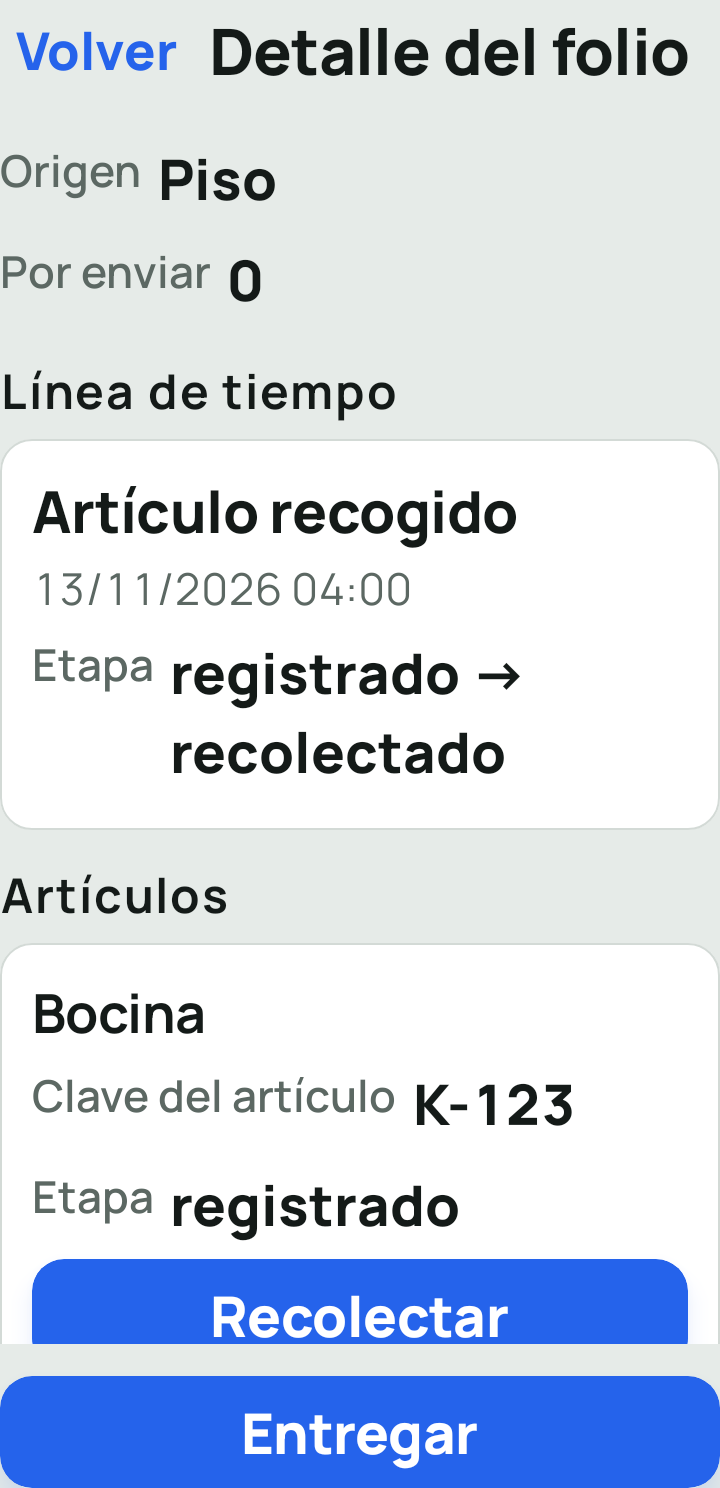 Volver Detalle del folio
Origen Piso
Por enviar 0
Línea de tiempo
Artículo recogido
13/11/2026 04:00
Etapa registrado →
recolectado
Artículos
Bocina
Clave del artículo K-123
Etapa registrado
Recolectar
Entregar